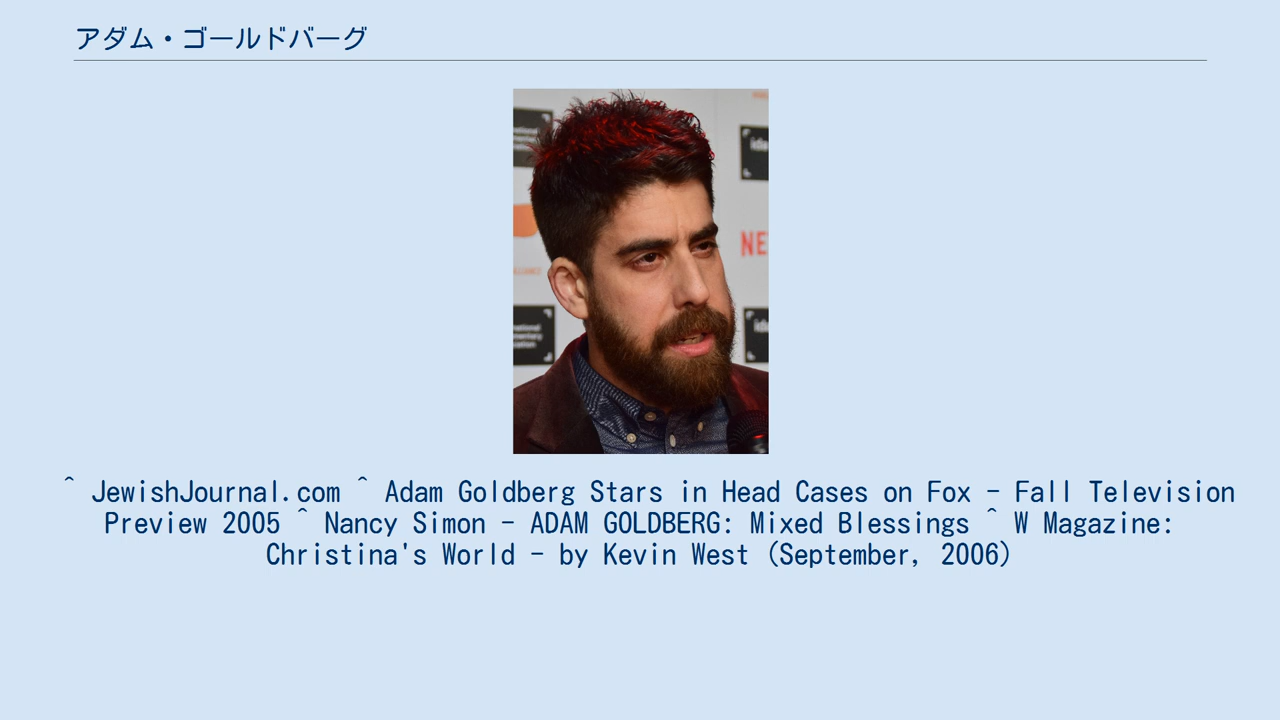 アダム・ゴールドバーグ
NE
^ JewishJournal.com ^ Adam Goldberg Stars in Head Cases on Fox - Fall Television
Preview 2005 ^ Nancy Simon - ADAM GOLDBERG: Mixed Blessings ^ W Magazine:
Christina's World - by Kevin West (September, 2006)